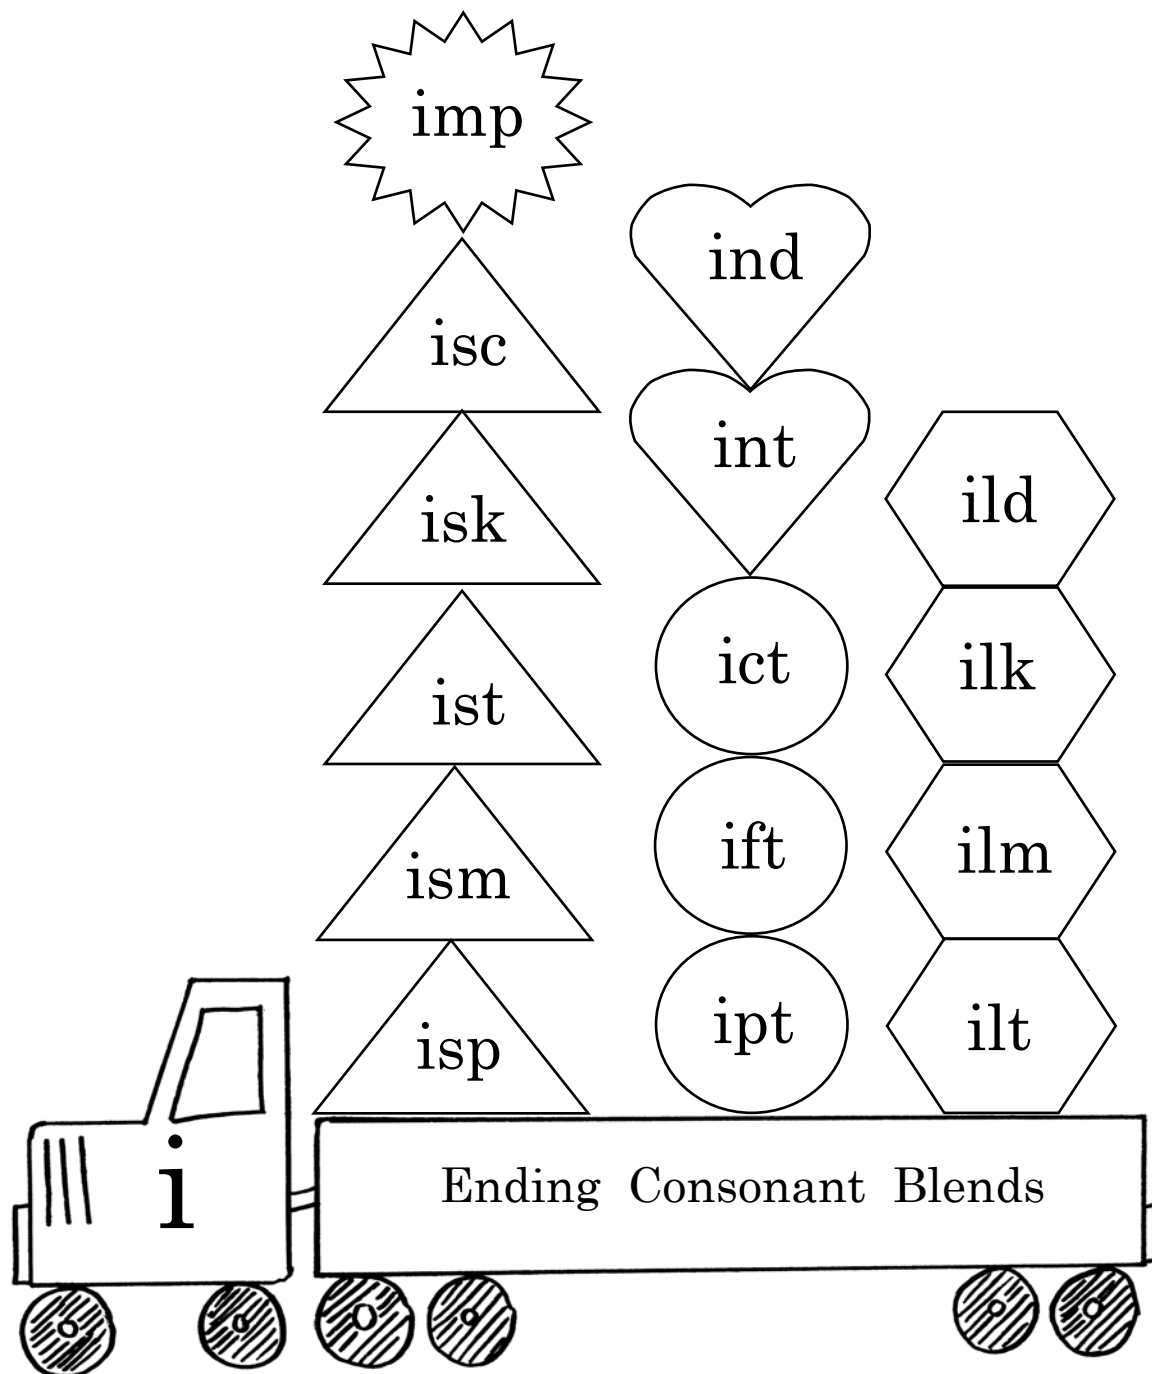 imp
isc
isk
ist
ism
isp
ind
int
ict
ift
ipt
ild
ilk
ilm
ilt
i
Ending Consonant Blends